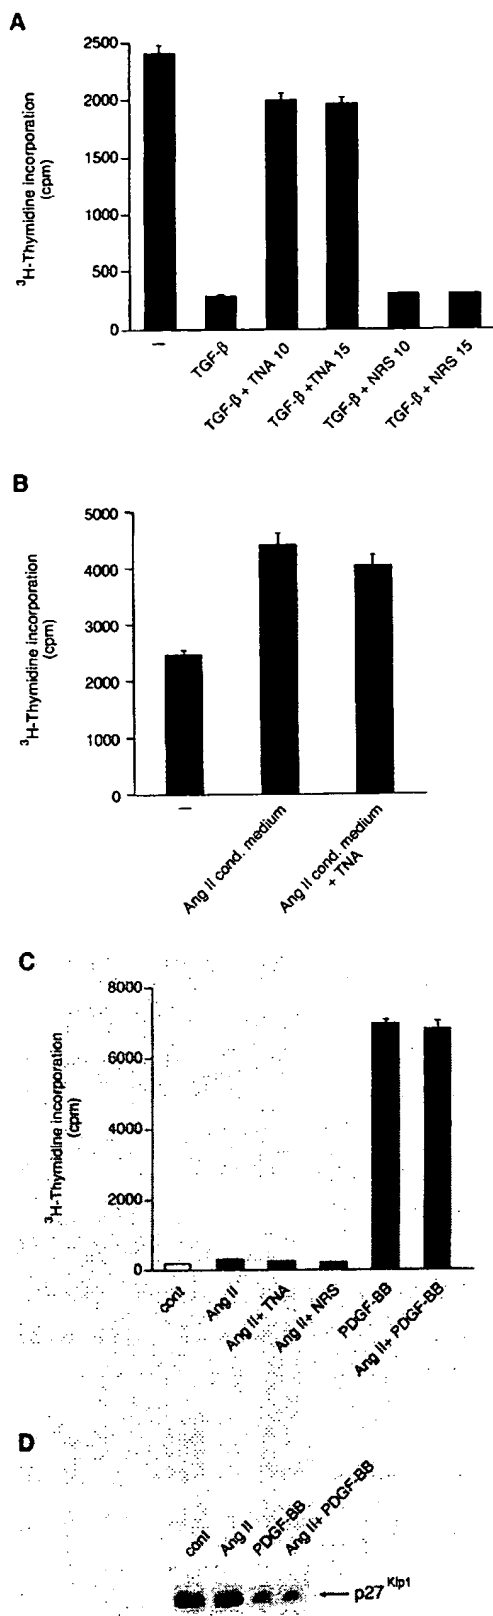 A
³H-Thymidine incorporation
(cpm)
2500
2000
1500
1000
500
0
—
TGF-β
TGF-β + TNA 10
TGF-β + TNA 15
TGF-β + NRS 10
TGF-β + NRS 15
B
³H-Thymidine incorporation
(cpm)
5000
4000
3000
2000
1000
0
—
Ang II cond. medium
Ang II cond. medium
+ TNA
C
³H-Thymidine incorporation
(cpm)
8000
6000
4000
2000
0
cont
Ang II
Ang II+ TNA
Ang II+ NRS
PDGF-BB
Ang II+ PDGF-BB
D
cont
Ang II
PDGF-BB
Ang II+ PDGF-BB
p27 Kip1